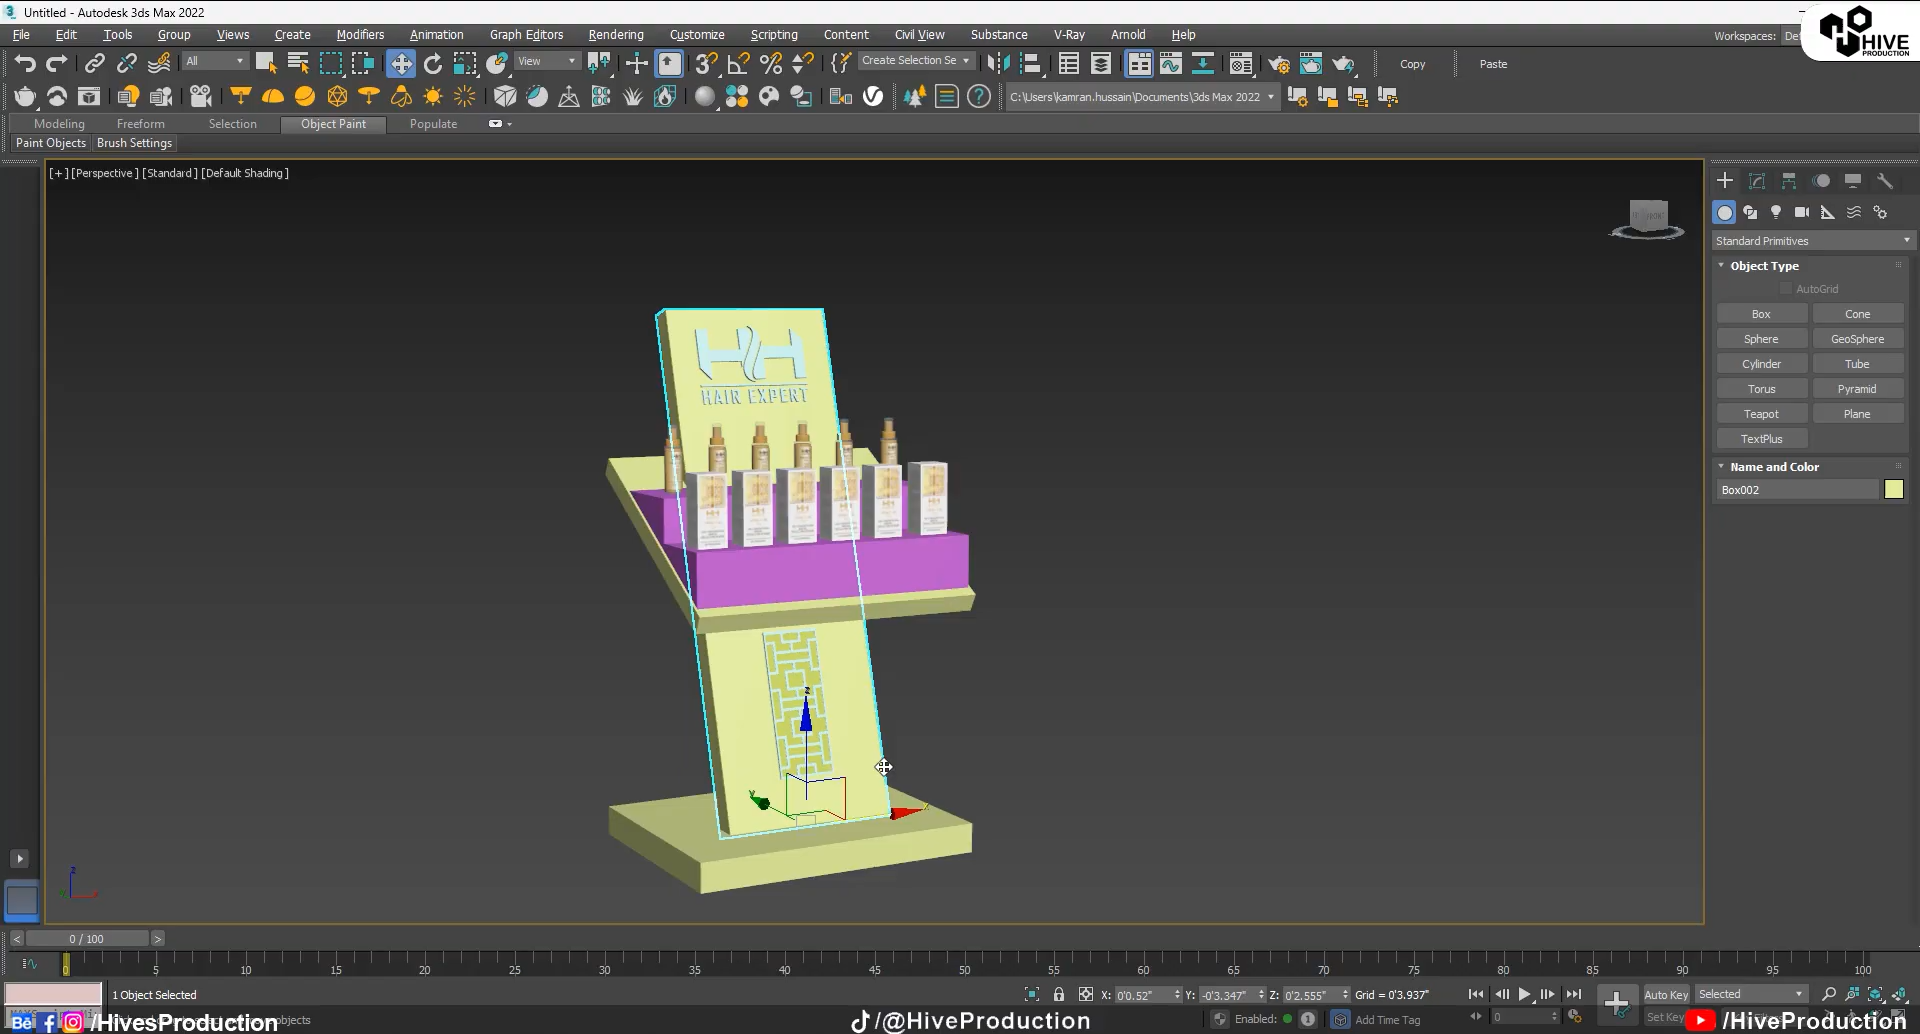 Untitled - Autodesk 3ds Max 2022
HIVE
PRODUCTION
File Edit Tools Group Views Create Modifiers Animation Graph Editors Rendering Customize Scripting Content Civil View Substance V-Ray Arnold Help
Workspaces:
All View Create Selection Se Copy Paste
C:\Users\kamran.hussain\Documents\3ds Max 2022
Modeling Freeform Selection Object Paint Populate
Paint Objects Brush Settings
[+] [Perspective] [Standard] [Default Shading]
FRONT
HH
HAIR EXPERT
z
y
x
z
Standard Primitives
Object Type
AutoGrid
Box Cone
Sphere GeoSphere
Cylinder Tube
Torus Pyramid
Teapot Plane
TextPlus
Name and Color
Box002
< 0 / 100 >
0 5 10 15 20 25 30 35 40 45 50 55 60 65 70 75 80 85 90 95 100
1 Object Selected
X: 0'0.52" Y: -0'3.347" Z: 0'2.555" Grid = 0'3.937"
Auto Key Selected
Bē /HivesProduction
objects
/@HiveProduction
Enabled: Add Time Tag
0
Set Key
/HiveProduction